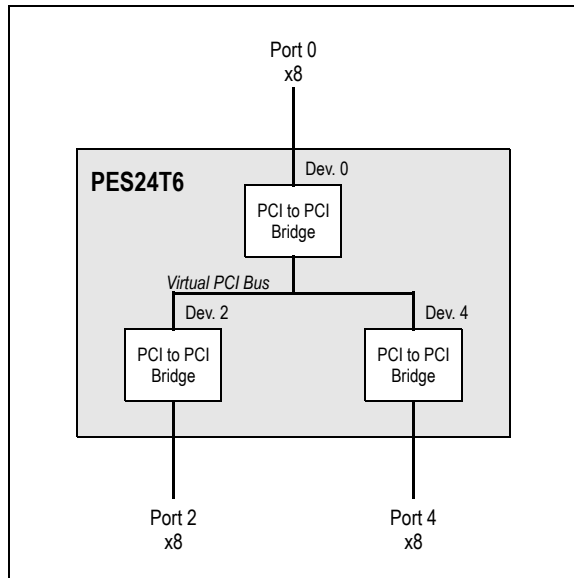 Port 0
x8
Dev. 0
PES24T6
PCI to PCI
Bridge
Virtual PCI Bus
Dev. 2
Dev. 4
PCI to PCI
Bridge
PCI to PCI
Bridge
Port 2
x8
Port 4
x8